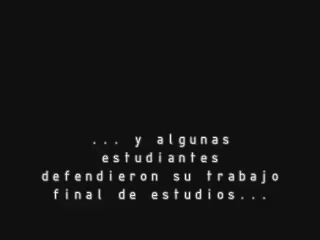 ... y algunas
estudiantes
defendieron su trabajo
final de estudios...